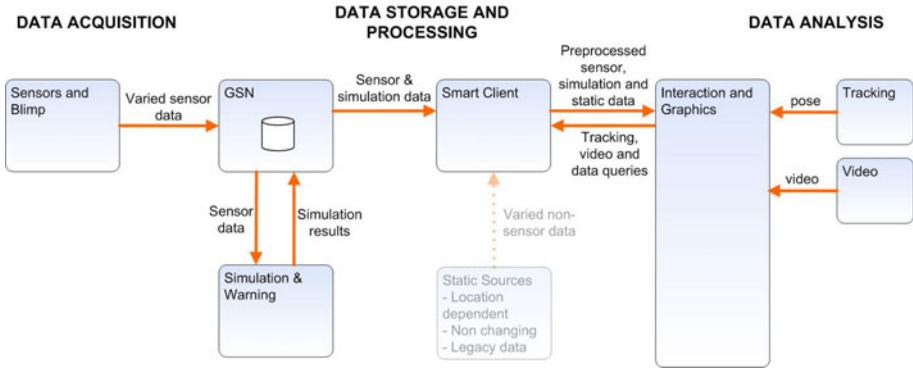 DATA ACQUISITION
DATA STORAGE AND
PROCESSING
DATA ANALYSIS
Sensors and
Blimp
Varied sensor
data
GSN
Sensor &
simulation data
Smart Client
Preprocessed
sensor,
simulation and
static data
Tracking,
video and
data queries
Interaction and
Graphics
pose
Tracking
video
Video
Sensor
data
Simulation
results
Varied non-
sensor data
Simulation &
Warning
Static Sources
- Location
dependent
- Non changing
- Legacy data